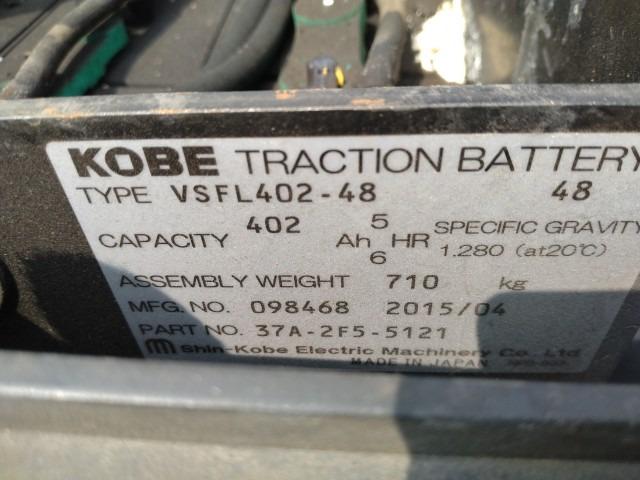 KOBE TRACTION BATTERY
TYPE VSFL402-48 48
CAPACITY 402 Ah 5 HR SPECIFIC GRAVITY
6 1.280 (at20°C)
ASSEMBLY WEIGHT 710 kg
MFG. NO. 098468 2015/04
PART NO. 37A-2F5-5121
Shin-Kobe Electric Machinery Co., Ltd
MADE IN JAPAN